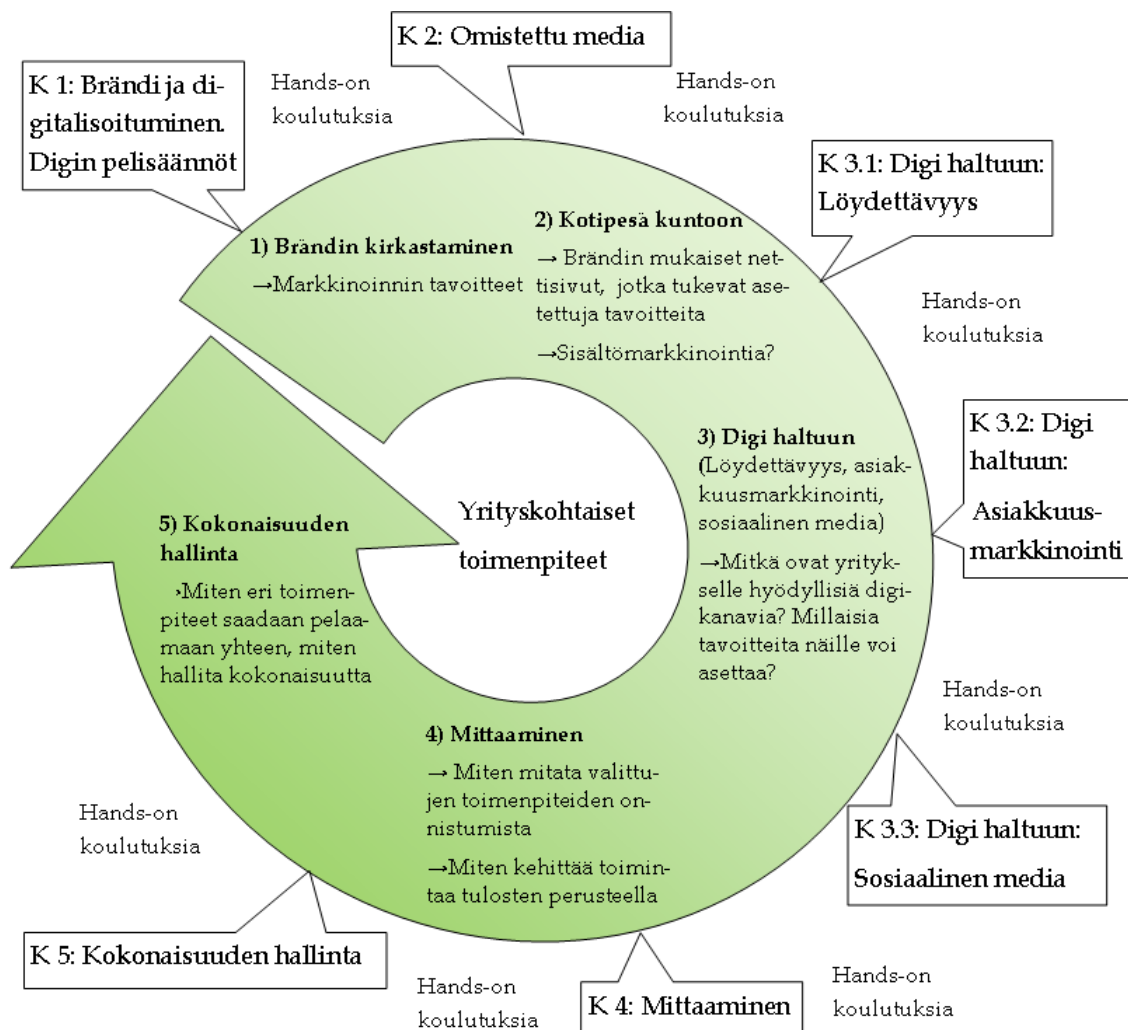 K 2: Omistettu media
K 1: Brändi ja di-
gitalisoituminen.
Digin pelisäännöt
Hands-on
koulutuksia
Hands-on
koulutuksia
K 3.1: Digi haltuun:
Löydettävyys
1) Brändin kirkastaminen
→Markkinoinnin tavoitteet
2) Kotipesä kuntoon
→ Brändin mukaiset net-
tisivut, jotka tukevat ase-
tettuja tavoitteita
→Sisältömarkkinointia?
Hands-on
koulutuksia
K 3.2: Digi
haltuun:
Asiakkuus-
markkinointi
3) Digi haltuun
(Löydettävyys, asiak-
kuusmarkkinointi,
sosiaalinen media)
→Mitkä ovat yrityk-
selle hyödyllisiä digi-
kanavia? Millaisia
tavoitteita näille voi
asettaa?
Yrityskohtaiset
toimenpiteet
5) Kokonaisuuden
hallinta
›Miten eri toimen-
piteet saadaan pelaa-
maan yhteen, miten
hallita kokonaisuutta
Hands-on
koulutuksia
4) Mittaaminen
→ Miten mitata valittu-
jen toimenpiteiden on-
nistumista
→Miten kehittää toimin-
taa tulosten perusteella
Hands-on
koulutuksia
K 3.3: Digi haltuun:
Sosiaalinen media
K 5: Kokonaisuuden hallinta
Hands-on
koulutuksia
K 4: Mittaaminen
Hands-on
koulutuksia